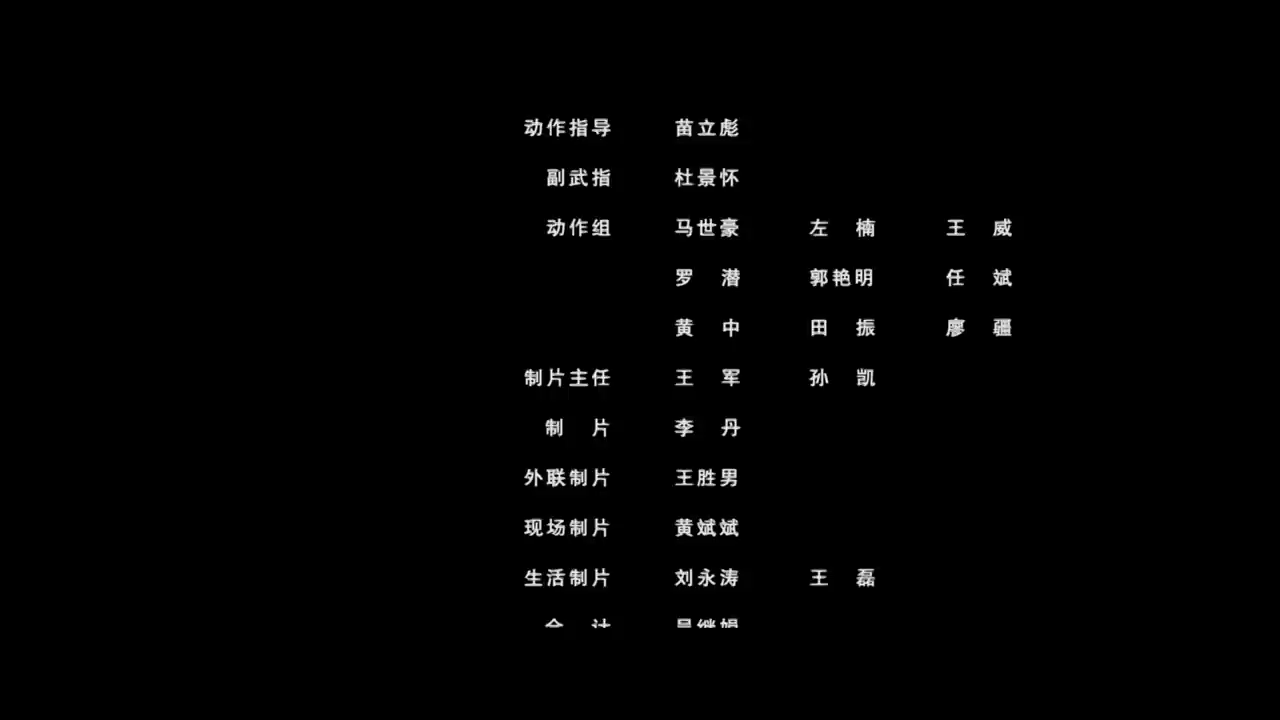 动作指导 苗立彪
副武指 杜景怀
动作组 马世豪 左楠 王威
罗潜 郭艳明 任斌
黄中 田振 廖疆
制片主任 王军 孙凯
制片 李丹
外联制片 王胜男
现场制片 黄斌斌
生活制片 刘永涛 王磊